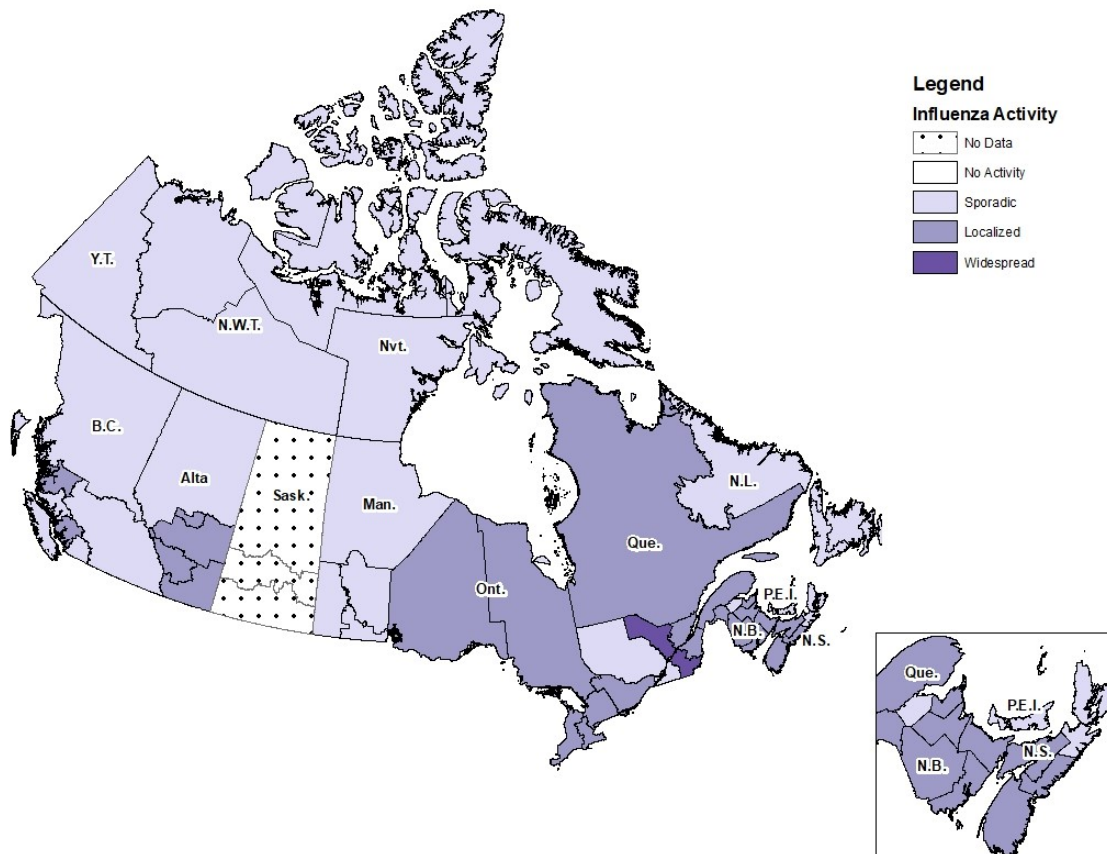 Legend
Influenza Activity
No Data
No Activity
Sporadic
Localized
Widespread
Y.T.
N.W.T.
Nvt.
B.C.
Alta
Sask.
Man.
N.L.
Que.
Ont.
P.E.I.
N.B.
N.S.
Que.
P.E.I.
N.S.
N.B.